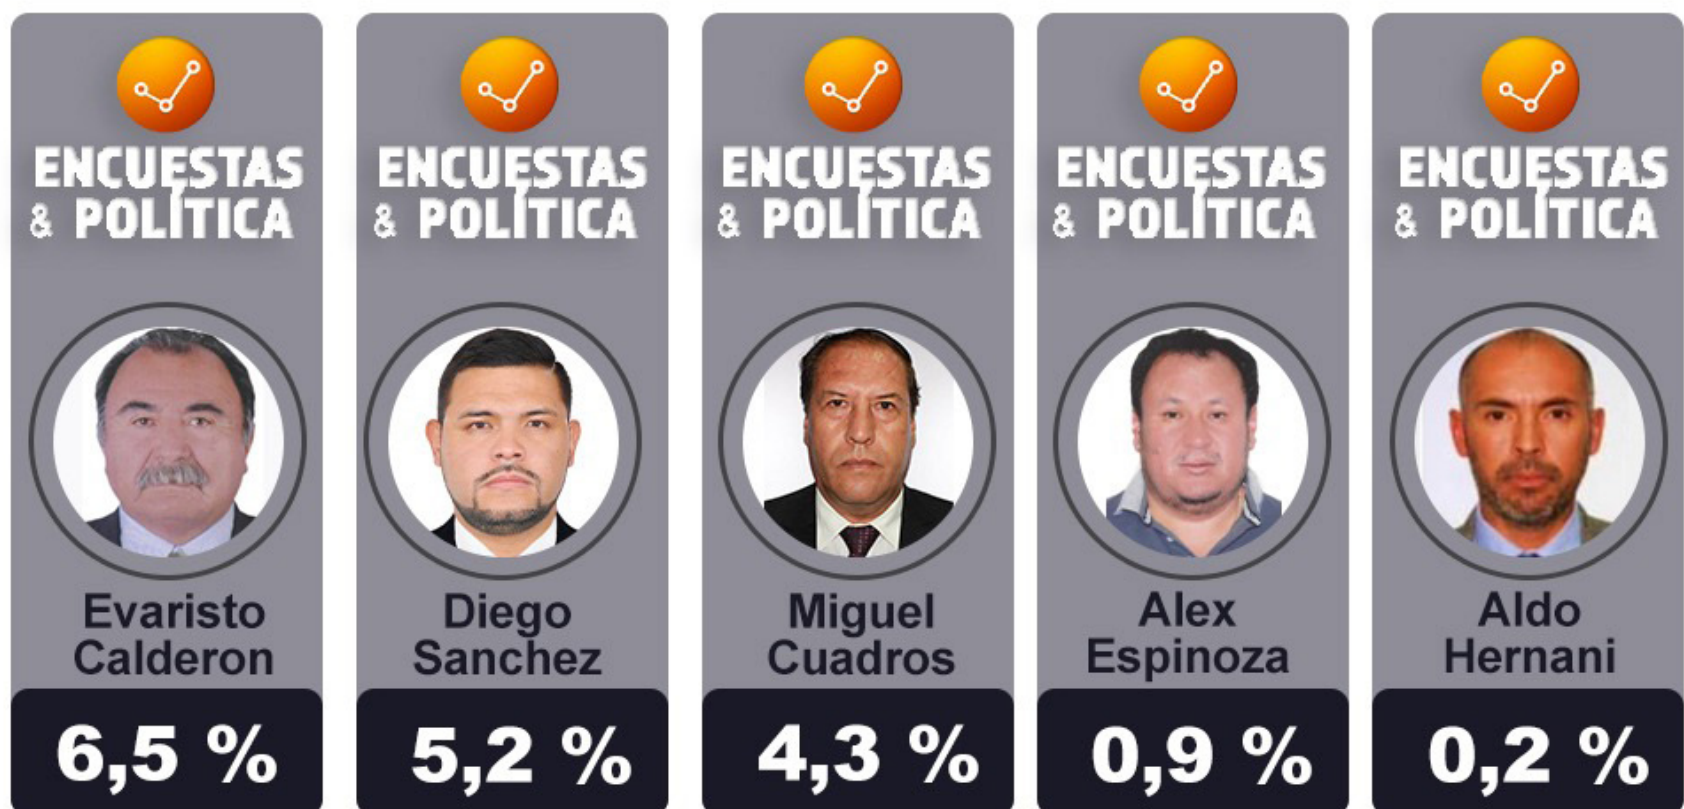 ENCUESTAS
& POLÍTICA
Evaristo
Calderon
6,5 %
ENCUESTAS
& POLÍTICA
Diego
Sanchez
5,2 %
ENCUESTAS
& POLÍTICA
Miguel
Cuadros
4,3 %
ENCUESTAS
& POLÍTICA
Alex
Espinoza
0,9 %
ENCUESTAS
& POLÍTICA
Aldo
Hernani
0,2 %